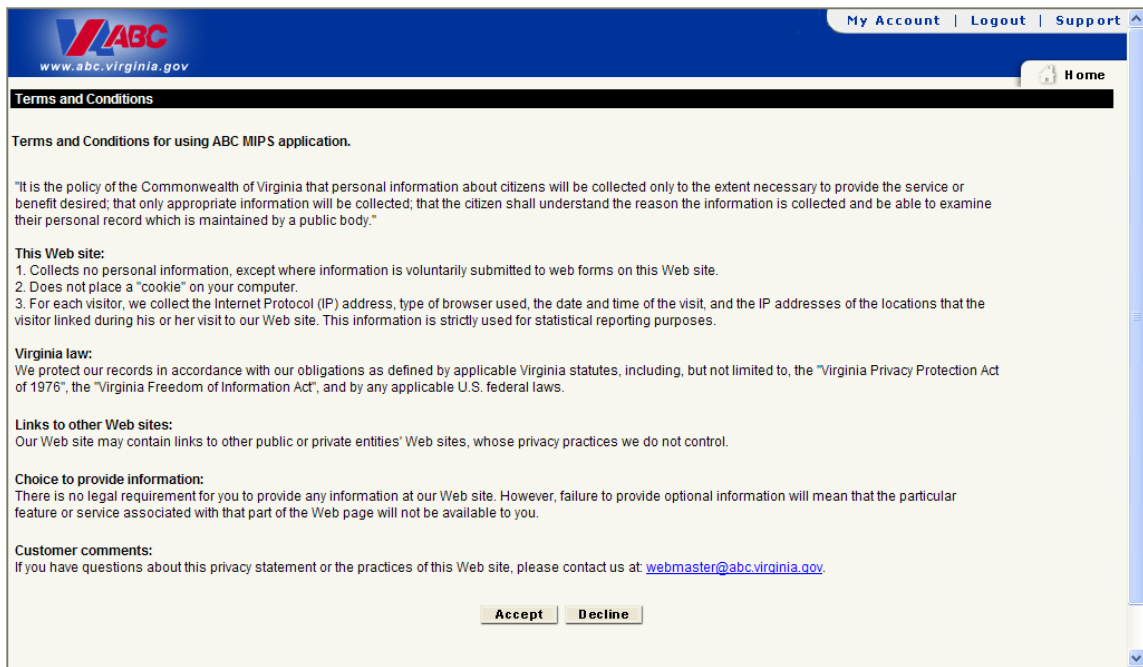 My Account | Logout | Support
VABC
www.abc.virginia.gov
Home
Terms and Conditions
Terms and Conditions for using ABC MIPS application.
"It is the policy of the Commonwealth of Virginia that personal information about citizens will be collected only to the extent necessary to provide the service or
benefit desired; that only appropriate information will be collected; that the citizen shall understand the reason the information is collected and be able to examine
their personal record which is maintained by a public body."
This Web site:
1. Collects no personal information, except where information is voluntarily submitted to web forms on this Web site.
2. Does not place a "cookie" on your computer.
3. For each visitor, we collect the Internet Protocol (IP) address, type of browser used, the date and time of the visit, and the IP addresses of the locations that the
visitor linked during his or her visit to our Web site. This information is strictly used for statistical reporting purposes.
Virginia law:
We protect our records in accordance with our obligations as defined by applicable Virginia statutes, including, but not limited to, the "Virginia Privacy Protection Act
of 1976", the "Virginia Freedom of Information Act", and by any applicable U.S. federal laws.
Links to other Web sites:
Our Web site may contain links to other public or private entities' Web sites, whose privacy practices we do not control.
Choice to provide information:
There is no legal requirement for you to provide any information at our Web site. However, failure to provide optional information will mean that the particular
feature or service associated with that part of the Web page will not be available to you.
Customer comments:
If you have questions about this privacy statement or the practices of this Web site, please contact us at: webmaster@abc.virginia.gov.
Accept Decline